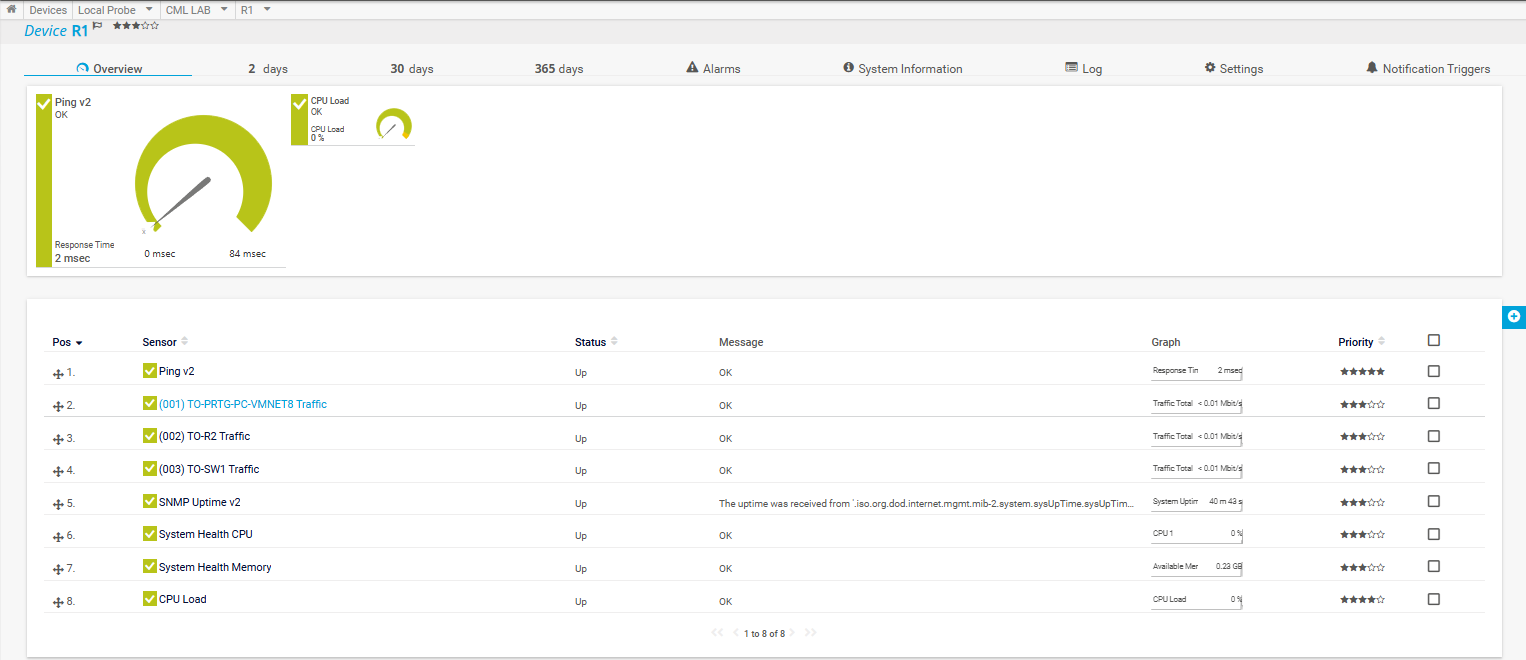 Devices Local Probe CML LAB R1
Device R1
Overview 2 days 30 days 365 days Alarms System Information Log Settings Notification Triggers
Ping v2
OK
Response Time
2 msec
0 msec 84 msec
CPU Load
OK
CPU Load
0 %
Pos Sensor Status Message Graph Priority
1. Ping v2 Up OK Response Tin 2 msec
2. (001) TO-PRTG-PC-VMNET8 Traffic Up OK Traffic Total < 0.01 Mbit/s
3. (002) TO-R2 Traffic Up OK Traffic Total < 0.01 Mbit/s
4. (003) TO-SW1 Traffic Up OK Traffic Total < 0.01 Mbit/s
5. SNMP Uptime v2 Up The uptime was received from '.iso.org.dod.internet.mgmt.mib-2.system.sysUpTime.sysUpTim... System Uptim 40 m 43 s
6. System Health CPU Up OK CPU 1 0 %
7. System Health Memory Up OK Available Mer 0.23 GB
8. CPU Load Up OK CPU Load 0 %
<< < 1 to 8 of 8 > >>